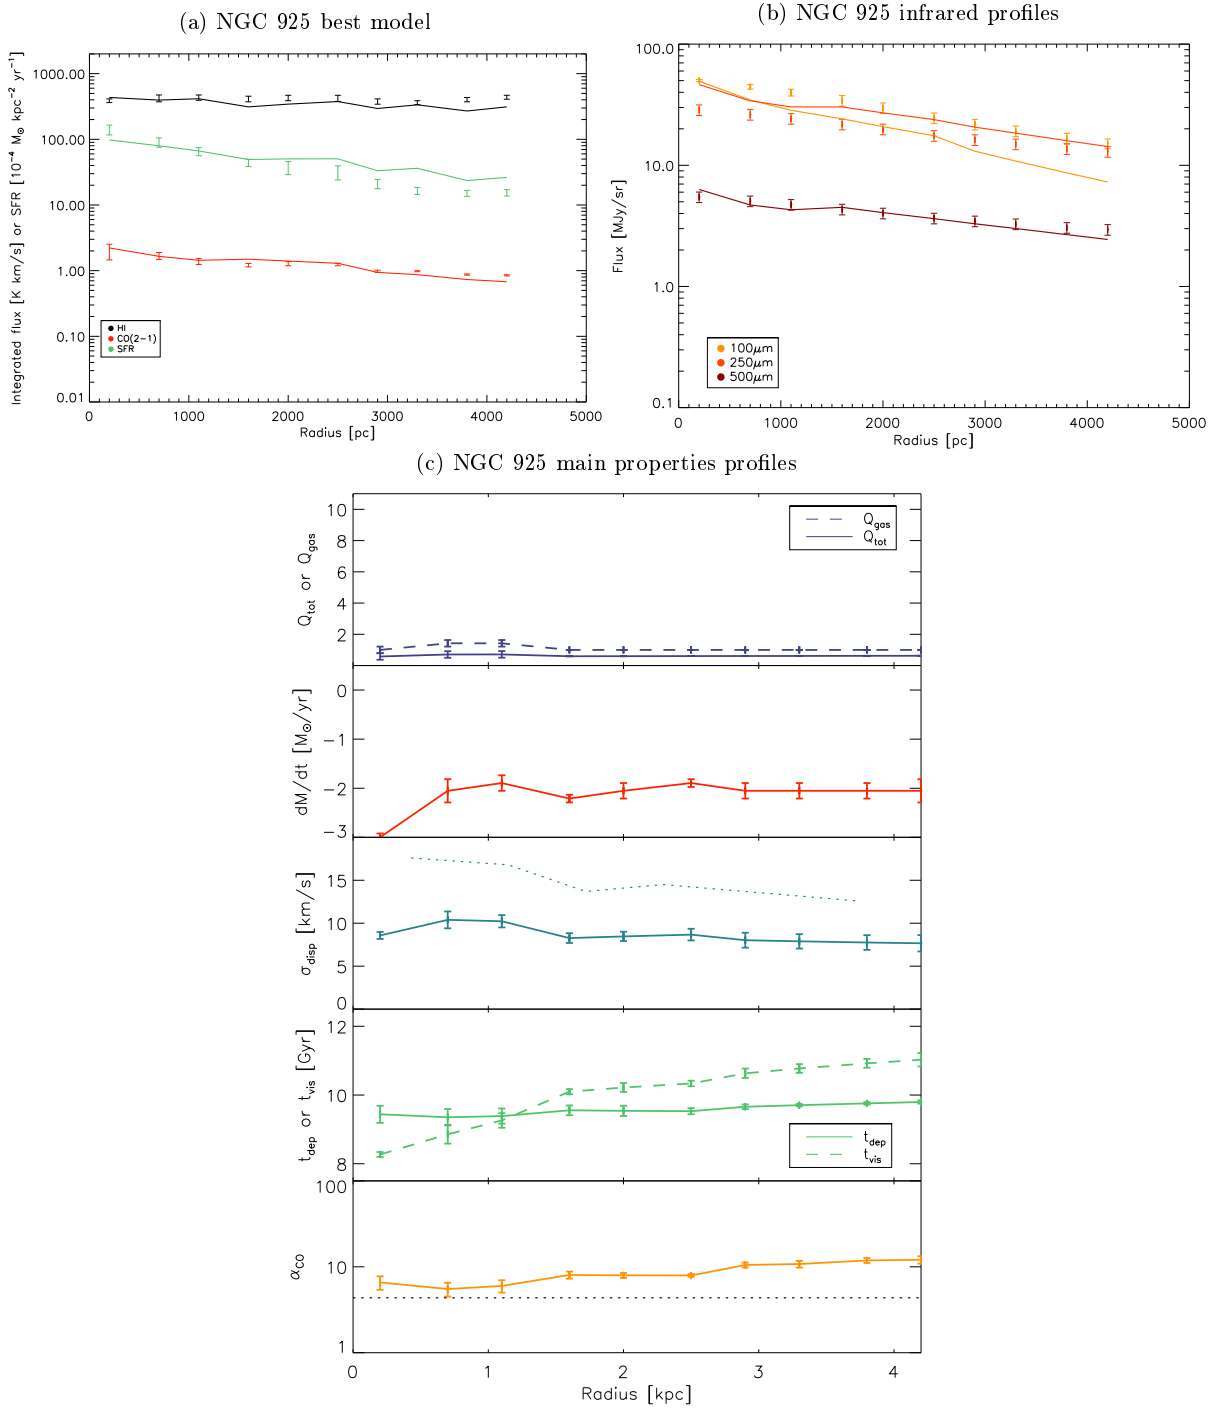 (a) NGC 925 best model
Integrated flux [K km/s] or SFR [10⁻⁴ M⊙ kpc⁻² yr⁻¹]
1000.00
100.00
10.00
1.00
0.10
0.01
HI
CO(2-1)
SFR
0 1000 2000 3000 4000 5000
Radius [pc]
(b) NGC 925 infrared profiles
Flux [MJy/sr]
100.0
10.0
1.0
0.1
100μm
250μm
500μm
0 1000 2000 3000 4000 5000
Radius [pc]
(c) NGC 925 main properties profiles
Q_tot or Q_gas
10
8
6
4
2
Q_gas
Q_tot
dM/dt [M⊙/yr]
0
-1
-2
-3
σ_disp [km/s]
15
10
5
0
t_dep or t_vis [Gyr]
12
10
8
t_dep
t_vis
α_CO
100
10
1
0 1 2 3 4
Radius [kpc]